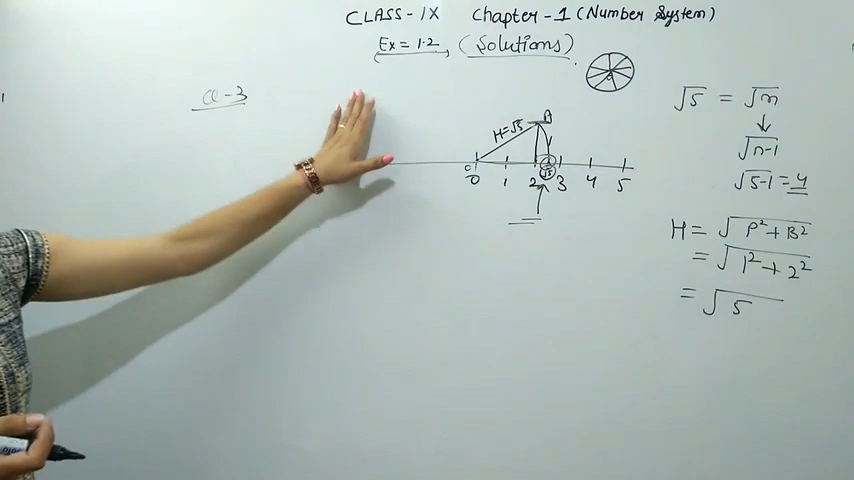 CLASS-IX Chapter-1 (Number System)
Ex = 1.2, (Solutions).
Q-3
H=√5 A
0 1 2 3 4 5
√5
√5 = √n
√n-1
√5-1 = 4
H = √P²+B²
= √1²+2²
= √5